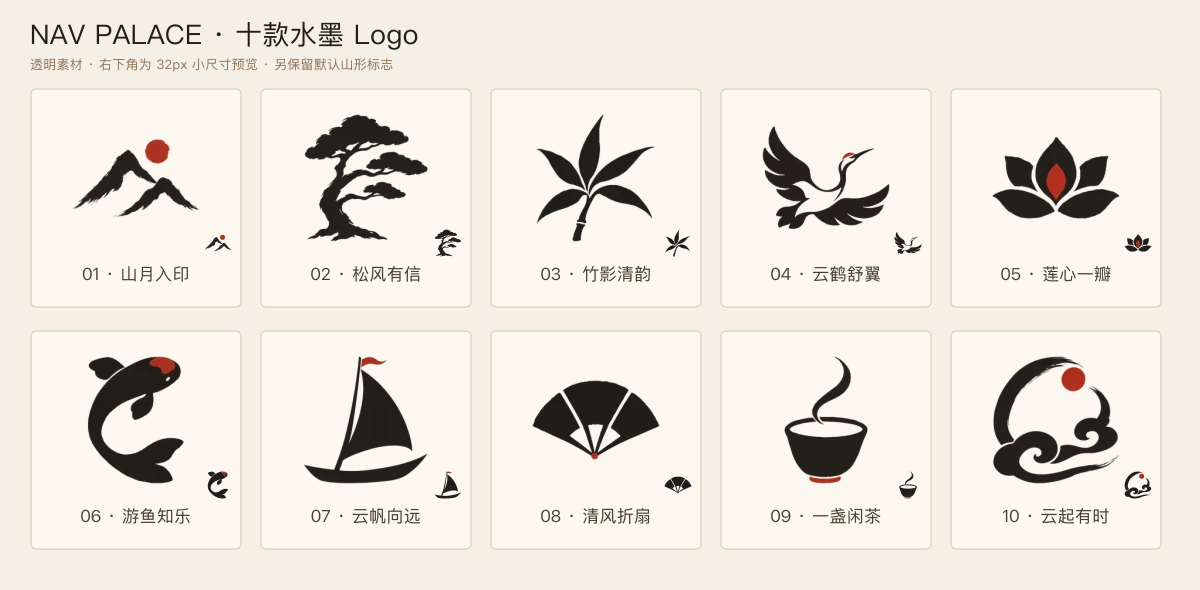 NAV PALACE · 十款水墨 Logo
透明素材 · 右下角为 32px 小尺寸预览 · 另保留默认山形标志
01 · 山月入印
02 · 松风有信
03 · 竹影清韵
04 · 云鹤舒翼
05 · 莲心一瓣
06 · 游鱼知乐
07 · 云帆向远
08 · 清风折扇
09 · 一盏闲茶
10 · 云起有时